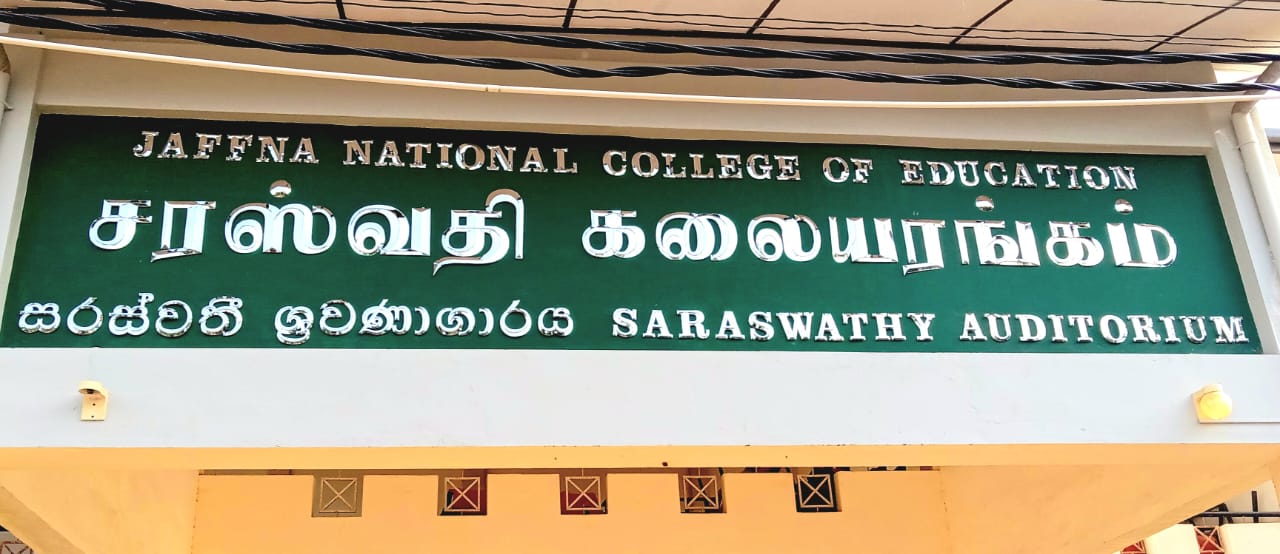 JAFFNA NATIONAL COLLEGE OF EDUCATION
சரஸ்வதி கலையரங்கம்
සරස්වතී ශ්‍රවණාගාරය SARASWATHY AUDITORIUM